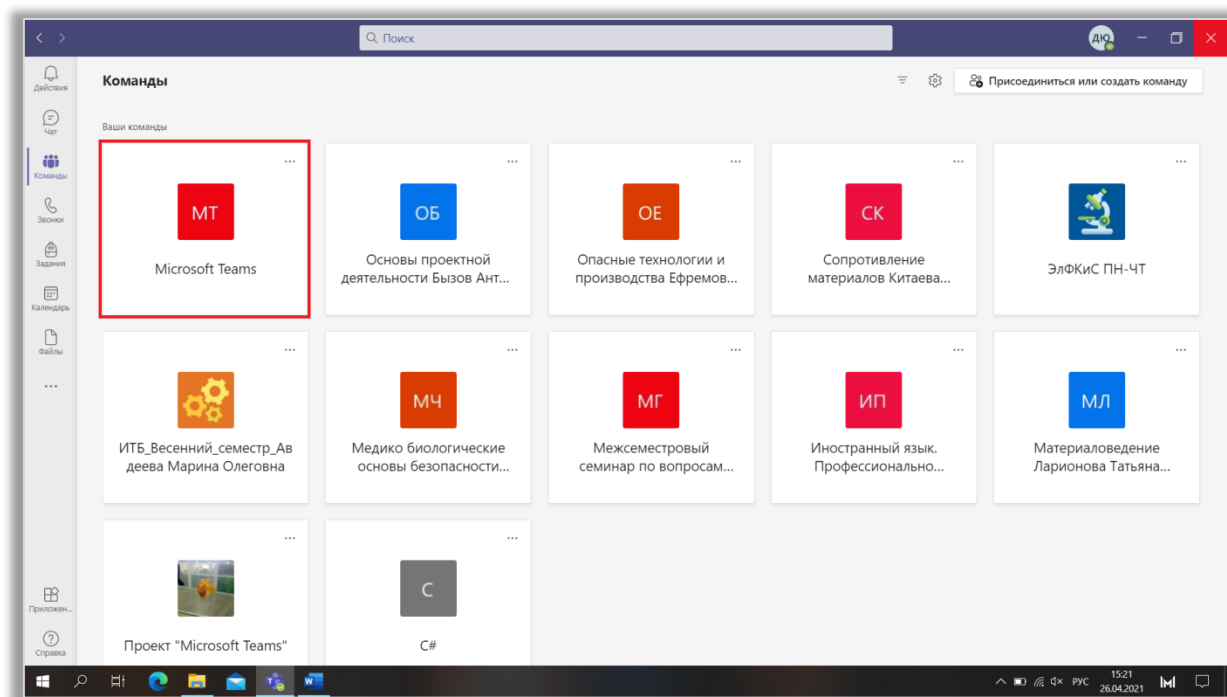 Поиск
ДЮ
Действия
Чат
Команды
Звонки
Задания
Календарь
Файлы
Приложен...
Справка
Команды
Присоединиться или создать команду
Ваши команды
МТ
Microsoft Teams
ОБ
Основы проектной
деятельности Бызов Ант...
ОЕ
Опасные технологии и
производства Ефремов...
СК
Сопротивление
материалов Китаева...
ЭлФКиС ПН-ЧТ
ИТБ_Весенний_семестр_Ав
деева Марина Олеговна
МЧ
Медико биологические
основы безопасности...
МГ
Межсеместровый
семинар по вопросам...
ИП
Иностранный язык.
Профессионально...
МЛ
Материаловедение
Ларионова Татьяна...
Проект "Microsoft Teams"
C
C#
РУС
15:21
26.04.2021